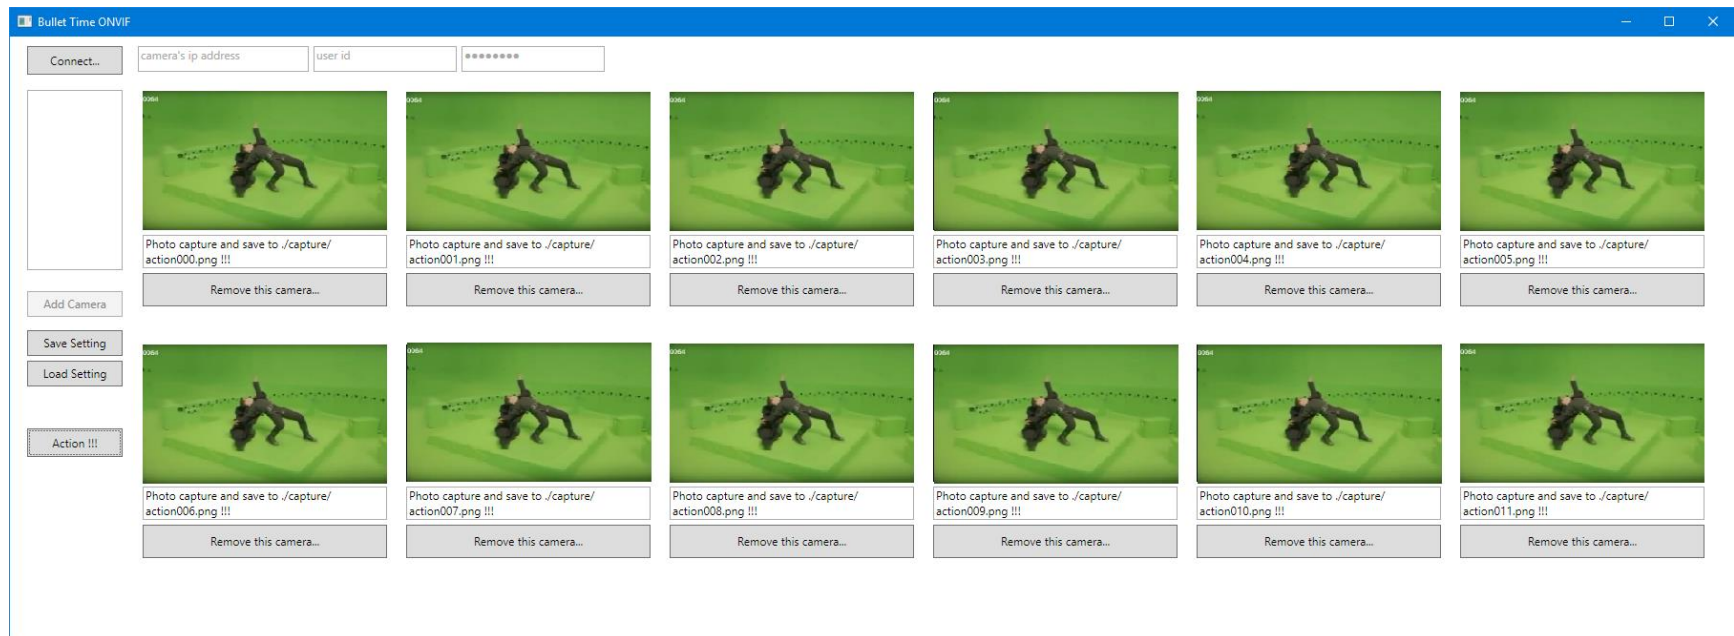 Bullet Time ONVIF
Connect...
camera's ip address
user id
Photo capture and save to ./capture/
action000.png !!!
Photo capture and save to ./capture/
action001.png !!!
Photo capture and save to ./capture/
action002.png !!!
Photo capture and save to ./capture/
action003.png !!!
Photo capture and save to ./capture/
action004.png !!!
Photo capture and save to ./capture/
action005.png !!!
Remove this camera...
Remove this camera...
Remove this camera...
Remove this camera...
Remove this camera...
Remove this camera...
Add Camera
Save Setting
Load Setting
Action !!!
Photo capture and save to ./capture/
action006.png !!!
Photo capture and save to ./capture/
action007.png !!!
Photo capture and save to ./capture/
action008.png !!!
Photo capture and save to ./capture/
action009.png !!!
Photo capture and save to ./capture/
action010.png !!!
Photo capture and save to ./capture/
action011.png !!!
Remove this camera...
Remove this camera...
Remove this camera...
Remove this camera...
Remove this camera...
Remove this camera...